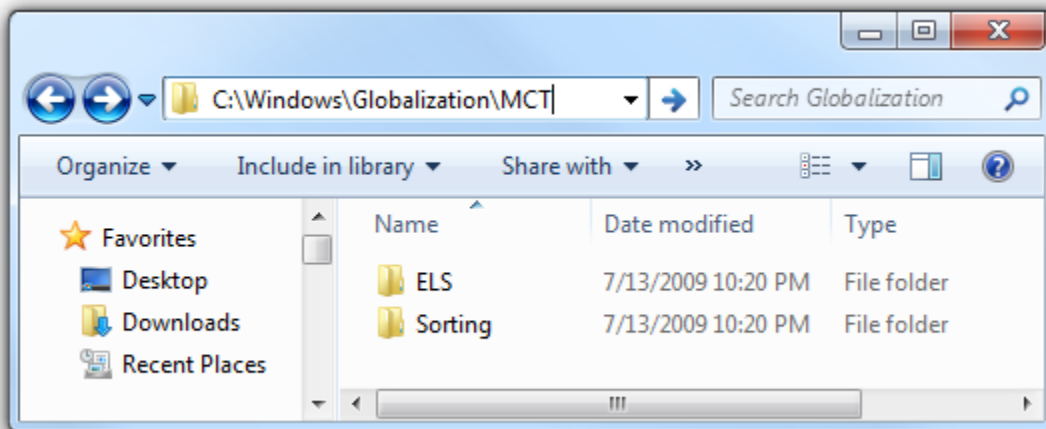 C:\Windows\Globalization\MCT
Search Globalization
Organize Include in library Share with »
Favorites
Desktop
Downloads
Recent Places
Name Date modified Type
ELS 7/13/2009 10:20 PM File folder
Sorting 7/13/2009 10:20 PM File folder